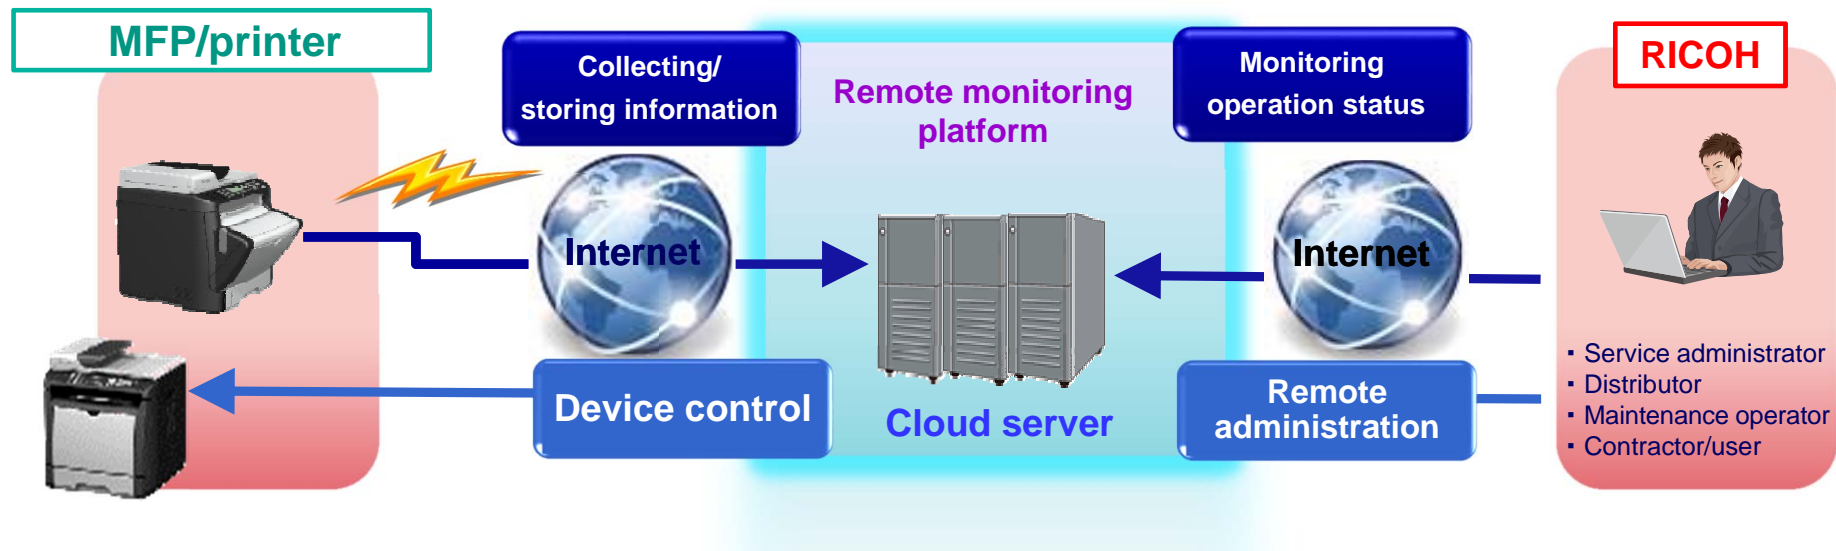 MFP/printer
Collecting/
storing information
Internet
Device control
Remote monitoring
platform
Cloud server
Monitoring
operation status
Internet
Remote
administration
RICOH
・Service administrator
・Distributor
・Maintenance operator
・Contractor/user